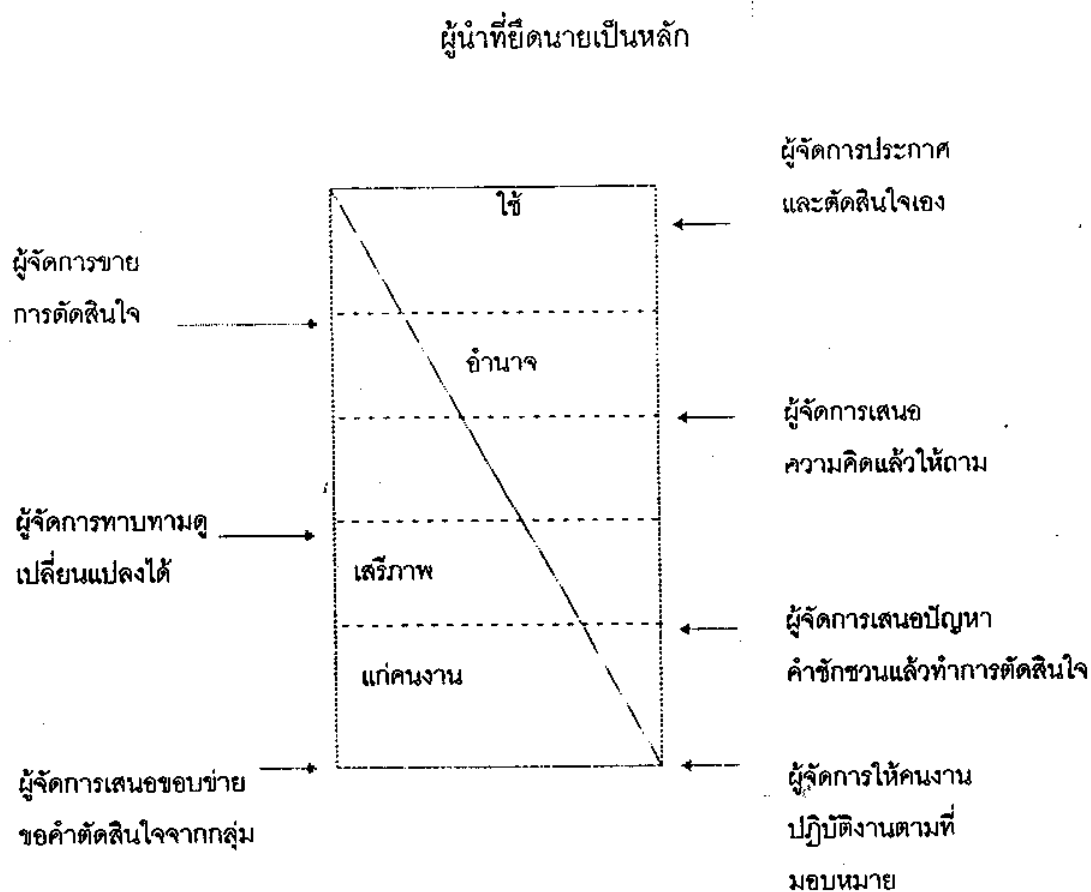 ผู้นำที่ยึดนายเป็นหลัก
ผู้จัดการประกาศ
และตัดสินใจเอง
ใช้
ผู้จัดการขาย
การตัดสินใจ
อำนาจ
ผู้จัดการเสนอ
ความคิดแล้วให้ถาม
ผู้จัดการทาบทามดู
เปลี่ยนแปลงได้
เสรีภาพ
ผู้จัดการเสนอปัญหา
คำชักชวนแล้วทำการตัดสินใจ
แก่คนงาน
ผู้จัดการเสนอขอบข่าย
ขอคำตัดสินใจจากกลุ่ม
ผู้จัดการให้คนงาน
ปฏิบัติงานตามที่
มอบหมาย